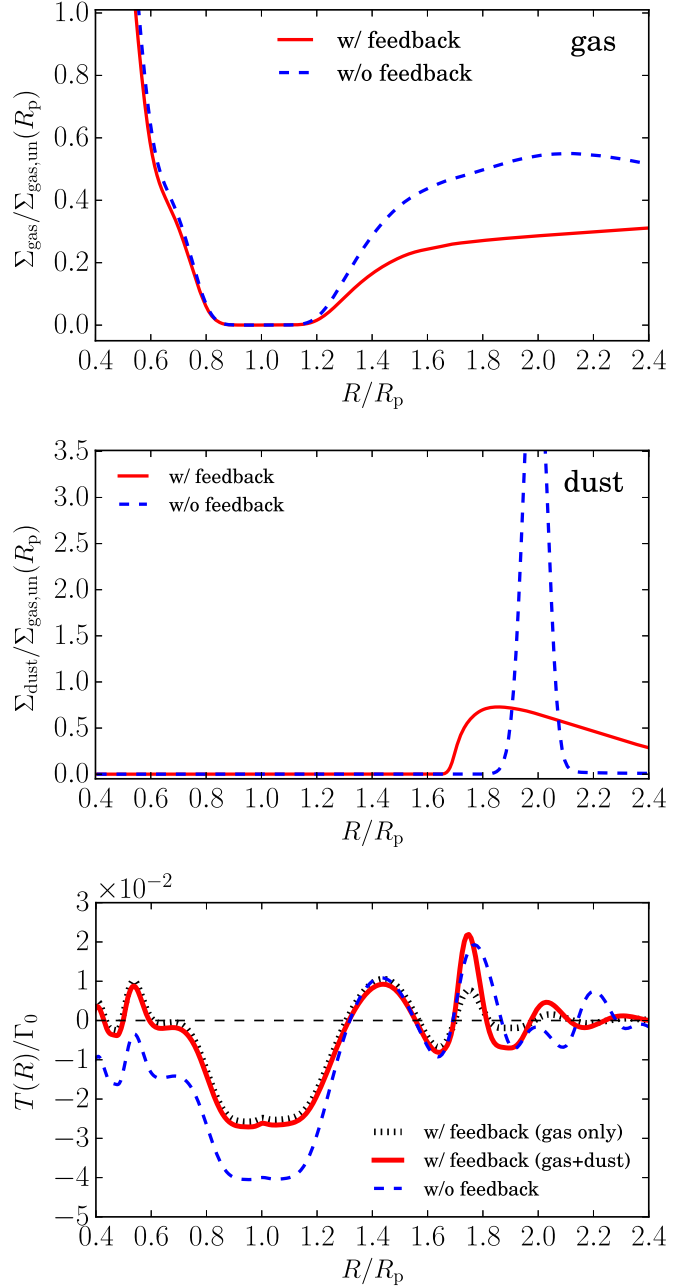 gas
w/ feedback
w/o feedback
Σgas/Σgas,un(Rp)
1.0
0.8
0.6
0.4
0.2
0.0
0.4 0.6 0.8 1.0 1.2 1.4 1.6 1.8 2.0 2.2 2.4
R/Rp
dust
w/ feedback
w/o feedback
Σdust/Σgas,un(Rp)
3.5
3.0
2.5
2.0
1.5
1.0
0.5
0.0
0.4 0.6 0.8 1.0 1.2 1.4 1.6 1.8 2.0 2.2 2.4
R/Rp
×10−2
T(R)/Γ0
3
2
1
0
−1
−2
−3
−4
−5
w/ feedback (gas only)
w/ feedback (gas+dust)
w/o feedback
0.4 0.6 0.8 1.0 1.2 1.4 1.6 1.8 2.0 2.2 2.4
R/Rp